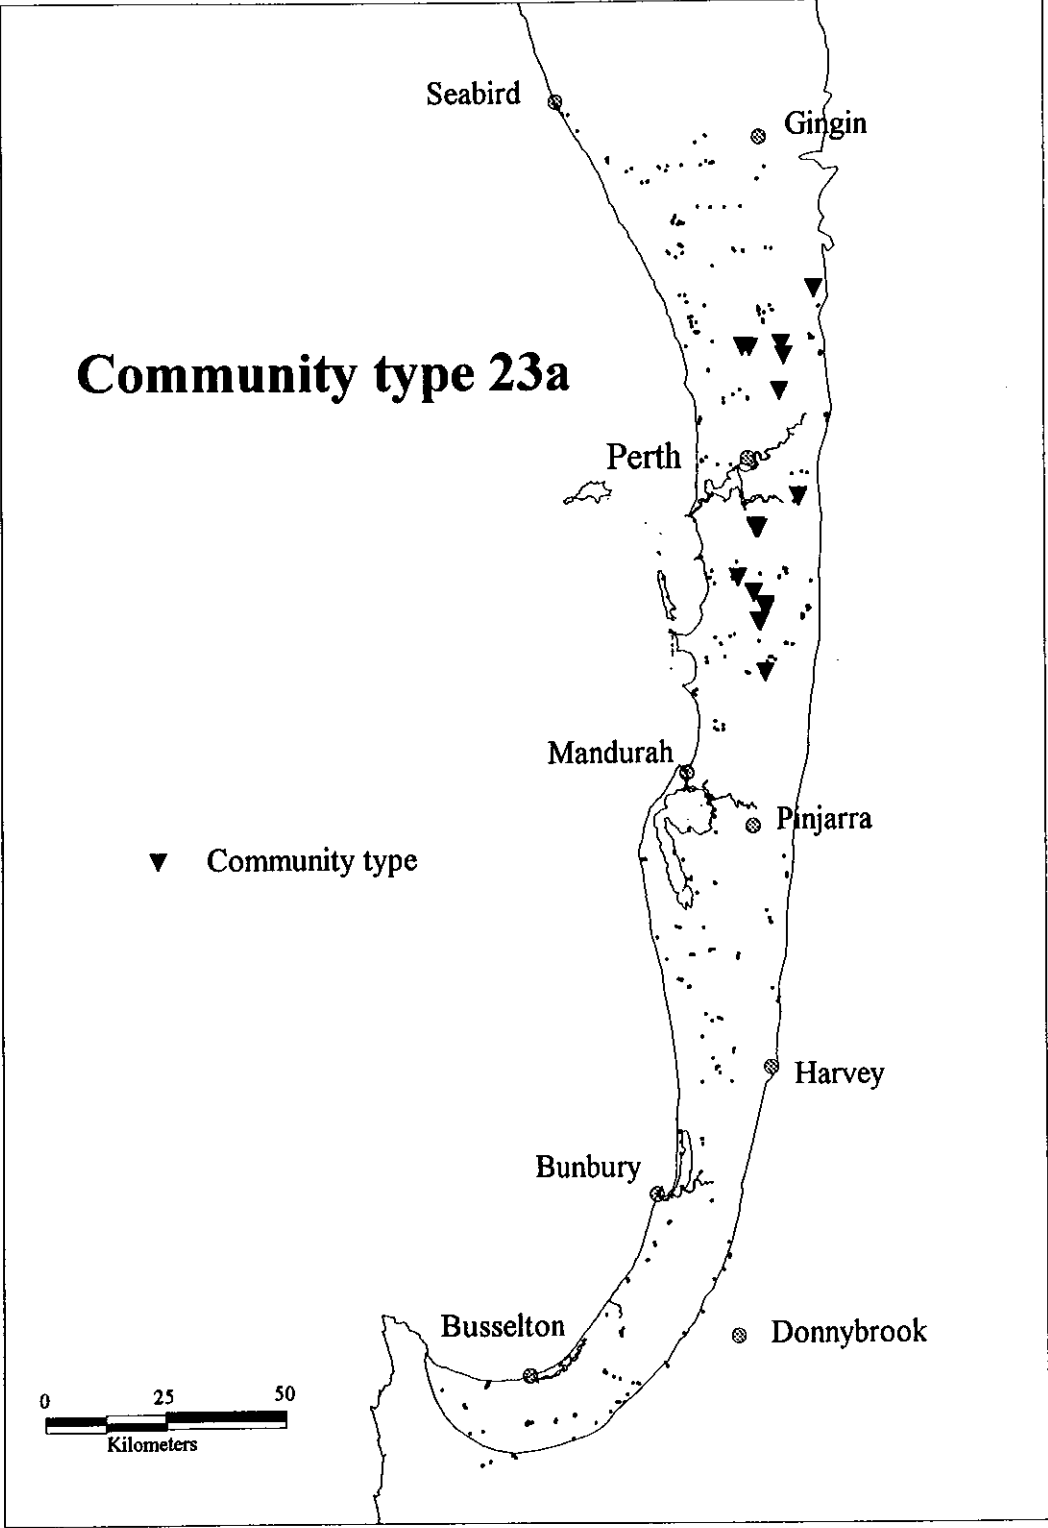 Seabird
Gingin
Community type 23a
Perth
Mandurah
Pinjarra
Community type
Harvey
Bunbury
Busselton
Donnybrook
0 25 50
Kilometers